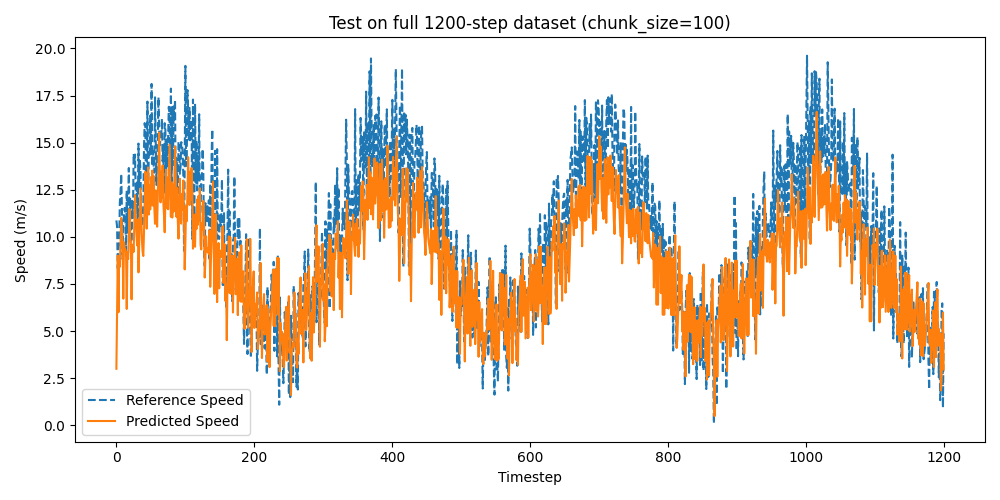 Test on full 1200-step dataset (chunk_size=100)
20.0
17.5
15.0
12.5
10.0
7.5
5.0
2.5
0.0
Speed (m/s)
Reference Speed
Predicted Speed
0 200 400 600 800 1000 1200
Timestep